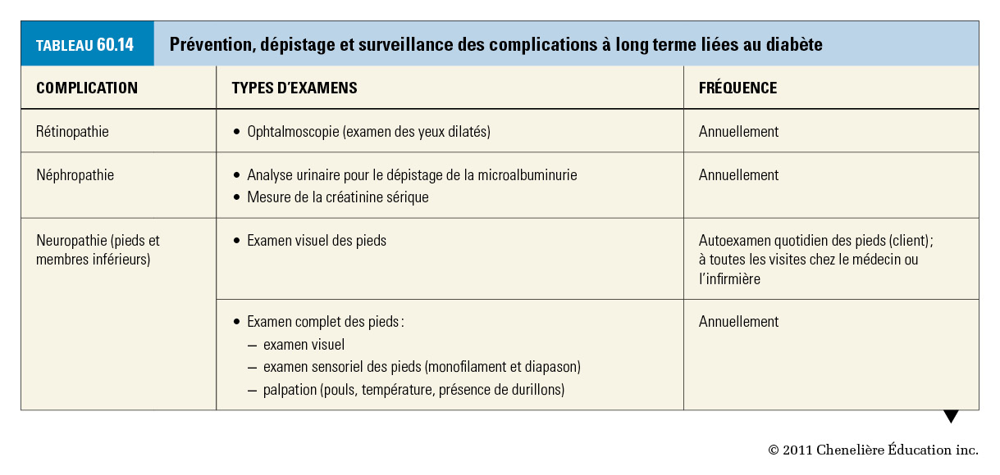 TABLEAU 60.14 Prévention, dépistage et surveillance des complications à long terme liées au diabète
COMPLICATION TYPES D'EXAMENS FRÉQUENCE
Rétinopathie • Ophtalmoscopie (examen des yeux dilatés) Annuellement
Néphropathie • Analyse urinaire pour le dépistage de la microalbuminurie Annuellement
• Mesure de la créatinine sérique
Neuropathie (pieds et • Examen visuel des pieds Autoexamen quotidien des pieds (client) ;
membres inférieurs) à toutes les visites chez le médecin ou
l'infirmière
• Examen complet des pieds : Annuellement
– examen visuel
– examen sensoriel des pieds (monofilament et diapason)
– palpation (pouls, température, présence de durillons)
© 2011 Chenelière Éducation inc.